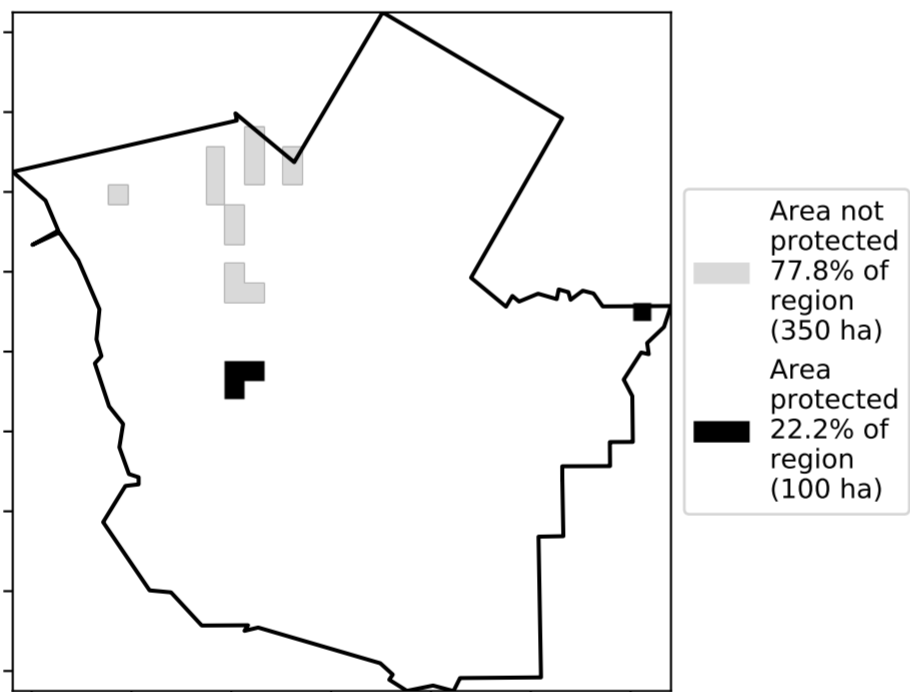 Area not
protected
77.8% of
region
(350 ha)
Area
protected
22.2% of
region
(100 ha)